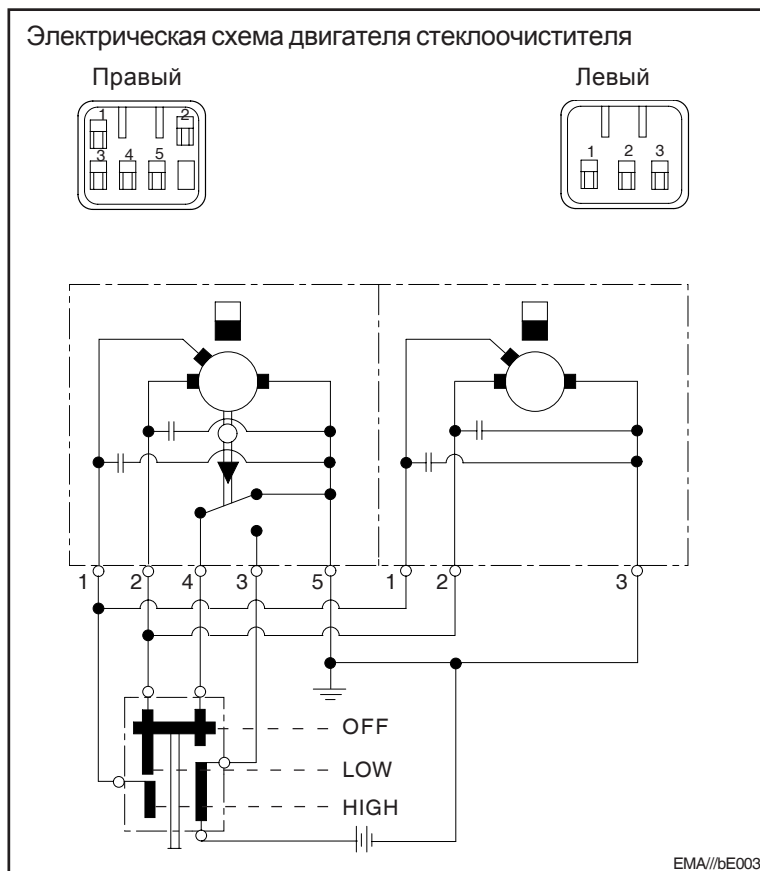 Электрическая схема двигателя стеклоочистителя
Правый Левый
1 2
3 4 5
1 2 3
1 2 4 3 5 1 2 3
OFF
LOW
HIGH
EMA///bE003